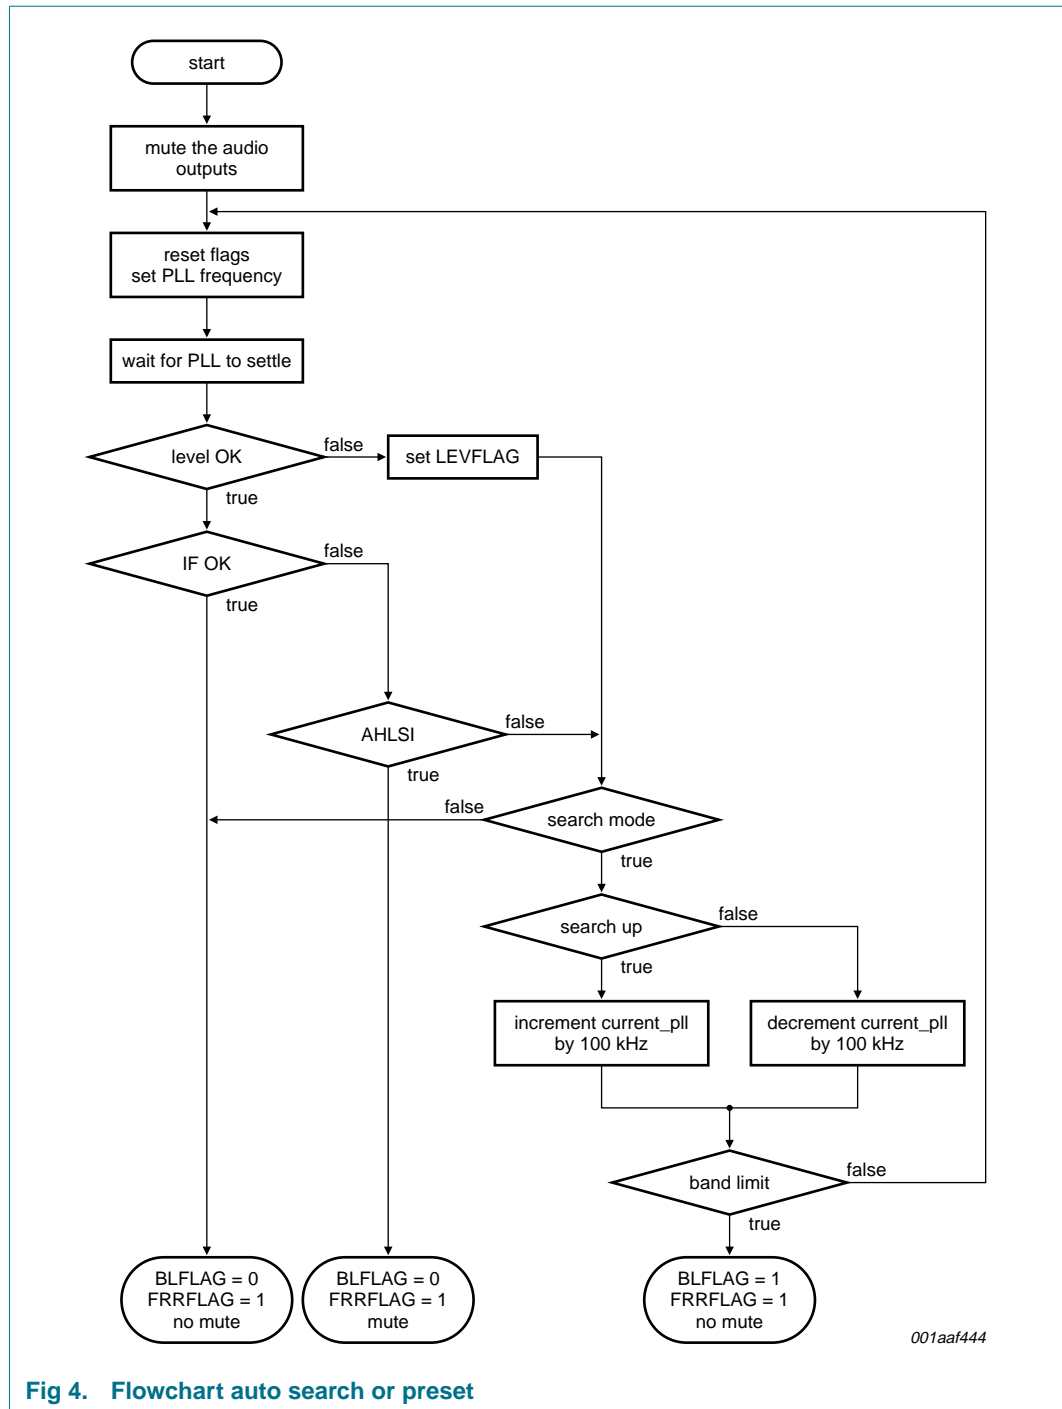 start
mute the audio
outputs
reset flags
set PLL frequency
wait for PLL to settle
level OK
false
set LEVFLAG
true
IF OK
false
true
AHLSI
false
true
false
search mode
true
search up
false
true
increment current_pll
by 100 kHz
decrement current_pll
by 100 kHz
band limit
false
true
BLFLAG = 0
FRRFLAG = 1
no mute
BLFLAG = 0
FRRFLAG = 1
mute
BLFLAG = 1
FRRFLAG = 1
no mute
001aaf444
Fig 4. Flowchart auto search or preset